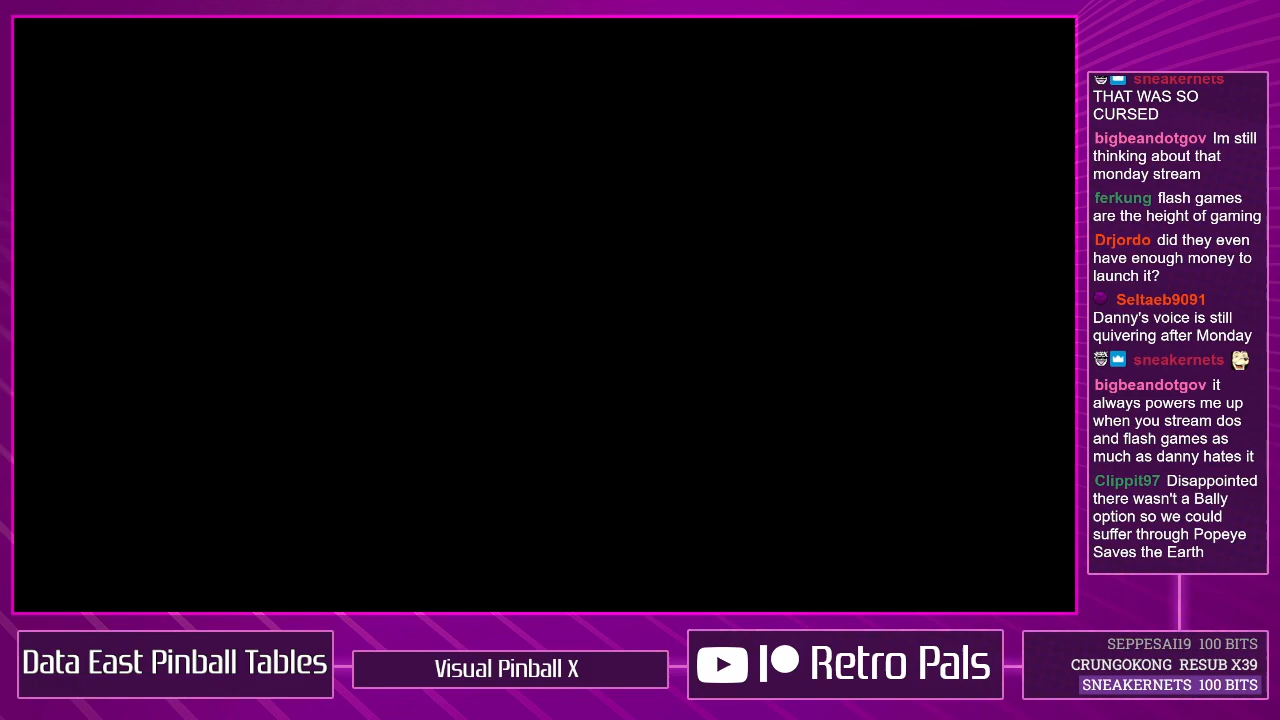 sneakernets
THAT WAS SO
CURSED
bigbeandotgov Im still
thinking about that
monday stream
ferkung flash games
are the height of gaming
Drjordo did they even
have enough money to
launch it?
Seltaeb9091
Danny's voice is still
quivering after Monday
sneakernets
bigbeandotgov it
always powers me up
when you stream dos
and flash games as
much as danny hates it
Clippit97 Disappointed
there wasn't a Bally
option so we could
suffer through Popeye
Saves the Earth
Data East Pinball Tables
Visual Pinball X
Retro Pals
SEPPESAI19 100 BITS
CRUNGOKONG RESUB X39
SNEAKERNETS 100 BITS